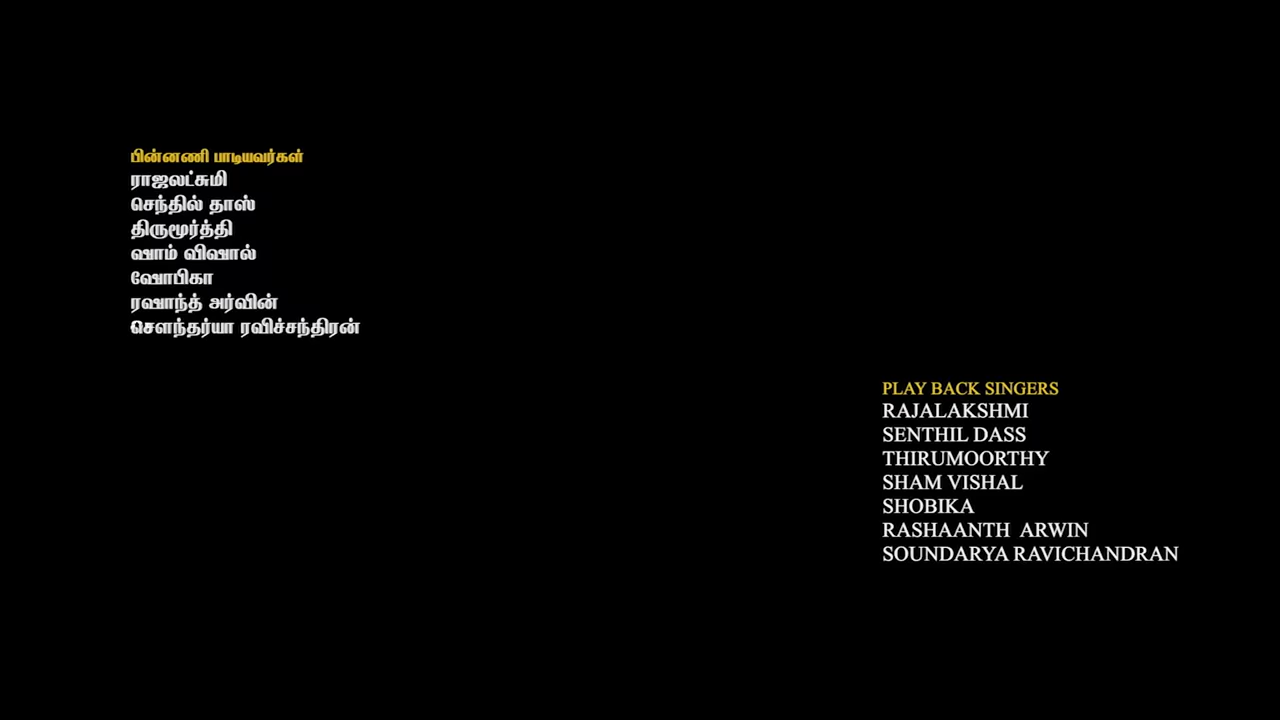 பின்னணி பாடியவர்கள்
ராஜலட்சுமி
செந்தில் தாஸ்
திருமூர்த்தி
ஷாம் விஷால்
ஷோபிகா
ரஷாந்த் அர்வின்
சௌந்தர்யா ரவிச்சந்திரன்
PLAY BACK SINGERS
RAJALAKSHMI
SENTHIL DASS
THIRUMOORTHY
SHAM VISHAL
SHOBIKA
RASHAANTH ARWIN
SOUNDARYA RAVICHANDRAN